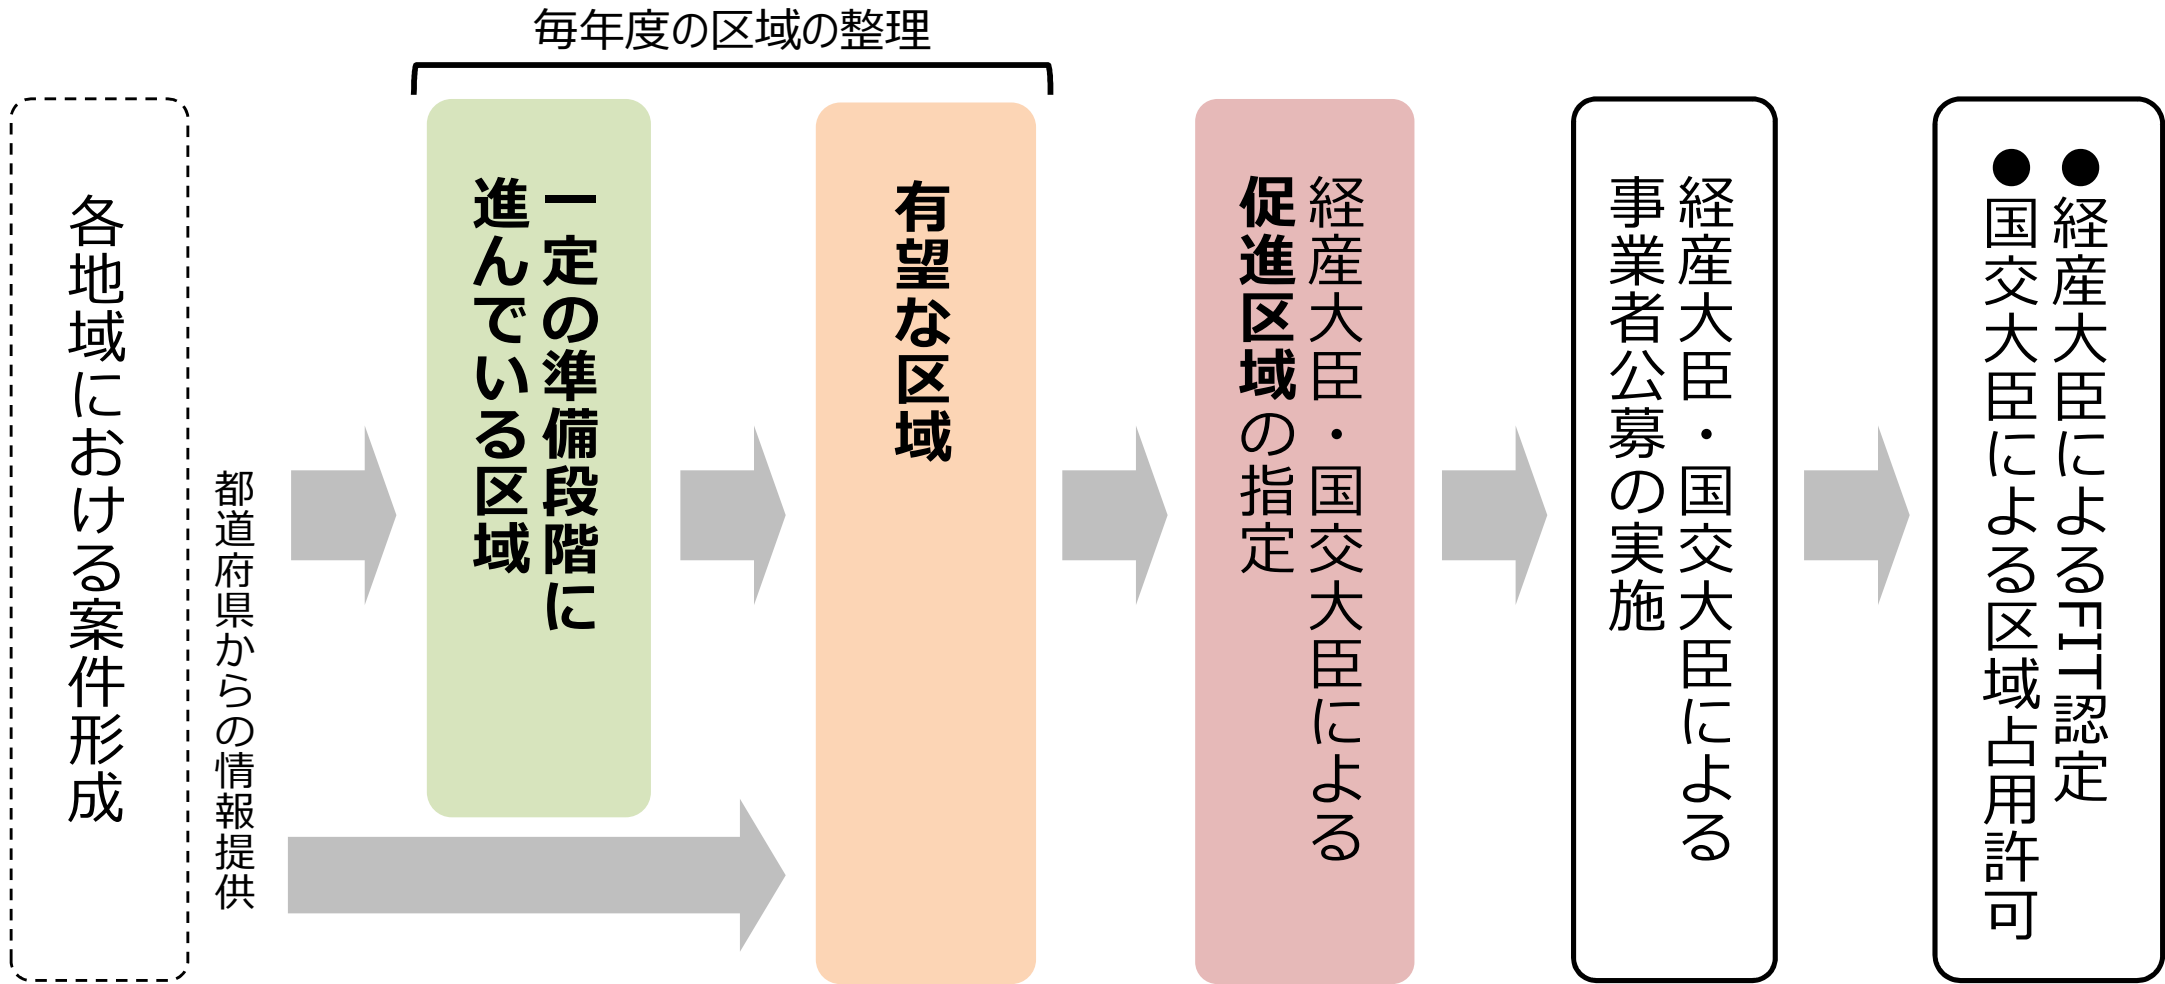 毎年度の区域の整理
各地域における案件形成
都道府県からの情報提供
一定の準備段階に
進んでいる区域
有望な区域
経産大臣・国交大臣による
促進区域の指定
経産大臣・国交大臣による
事業者公募の実施
●経産大臣によるFIT認定
●国交大臣による区域占用許可